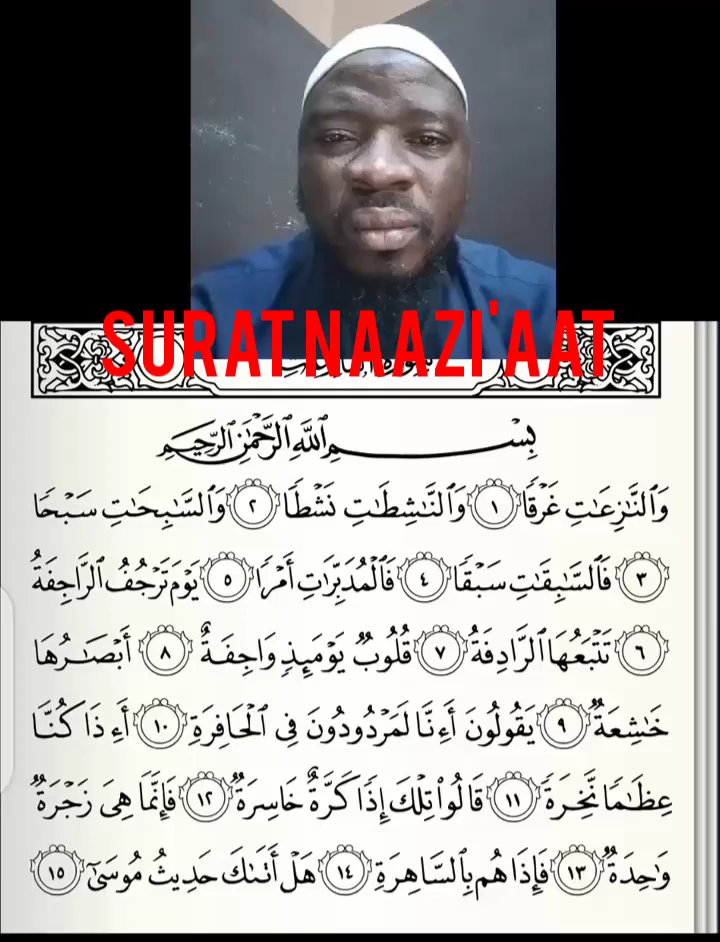 SURAT NAAZI'AAT
بِسْمِ ٱللَّهِ ٱلرَّحْمَٰنِ ٱلرَّحِيمِ
وَٱلنَّٰزِعَٰتِ غَرْقًا ١ وَٱلنَّٰشِطَٰتِ نَشْطًا ٢ وَٱلسَّٰبِحَٰتِ سَبْحًا
٣ فَٱلسَّٰبِقَٰتِ سَبْقًا ٤ فَٱلْمُدَبِّرَٰتِ أَمْرًا ٥ يَوْمَ تَرْجُفُ ٱلرَّاجِفَةُ
٦ تَتْبَعُهَا ٱلرَّادِفَةُ ٧ قُلُوبٌ يَوْمَئِذٍ وَاجِفَةٌ ٨ أَبْصَٰرُهَا
خَٰشِعَةٌ ٩ يَقُولُونَ أَءِنَّا لَمَرْدُودُونَ فِي ٱلْحَافِرَةِ ١٠ أَءِذَا كُنَّا
عِظَٰمًا نَّخِرَةً ١١ قَالُوا۟ تِلْكَ إِذًا كَرَّةٌ خَاسِرَةٌ ١٢ فَإِنَّمَا هِىَ زَجْرَةٌ
وَٰحِدَةٌ ١٣ فَإِذَا هُم بِٱلسَّاهِرَةِ ١٤ هَلْ أَتَىٰكَ حَدِيثُ مُوسَىٰٓ ١٥